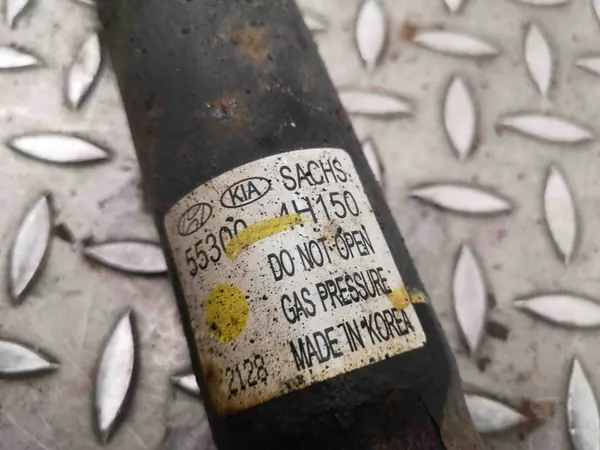 KIA SACHS
55300-4H150
DO NOT OPEN
GAS PRESSURE
MADE IN KOREA
2128